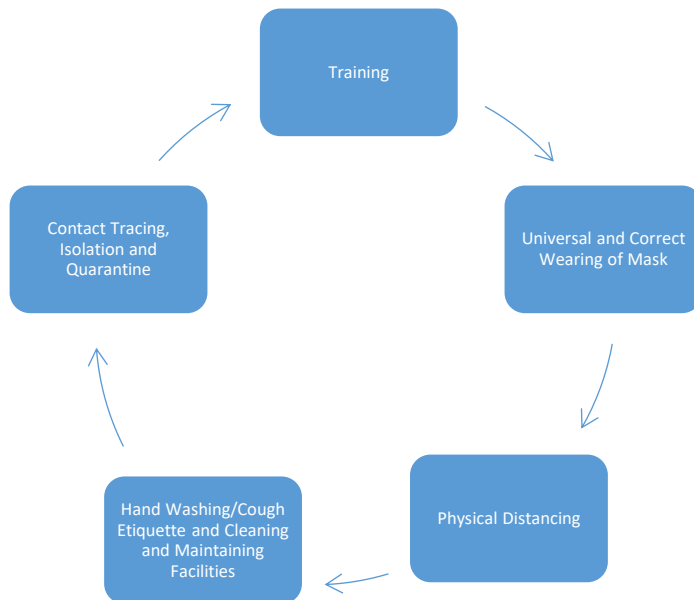 Training
Universal and Correct
Wearing of Mask
Physical Distancing
Hand Washing/Cough
Etiquette and Cleaning
and Maintaining
Facilities
Contact Tracing,
Isolation and
Quarantine